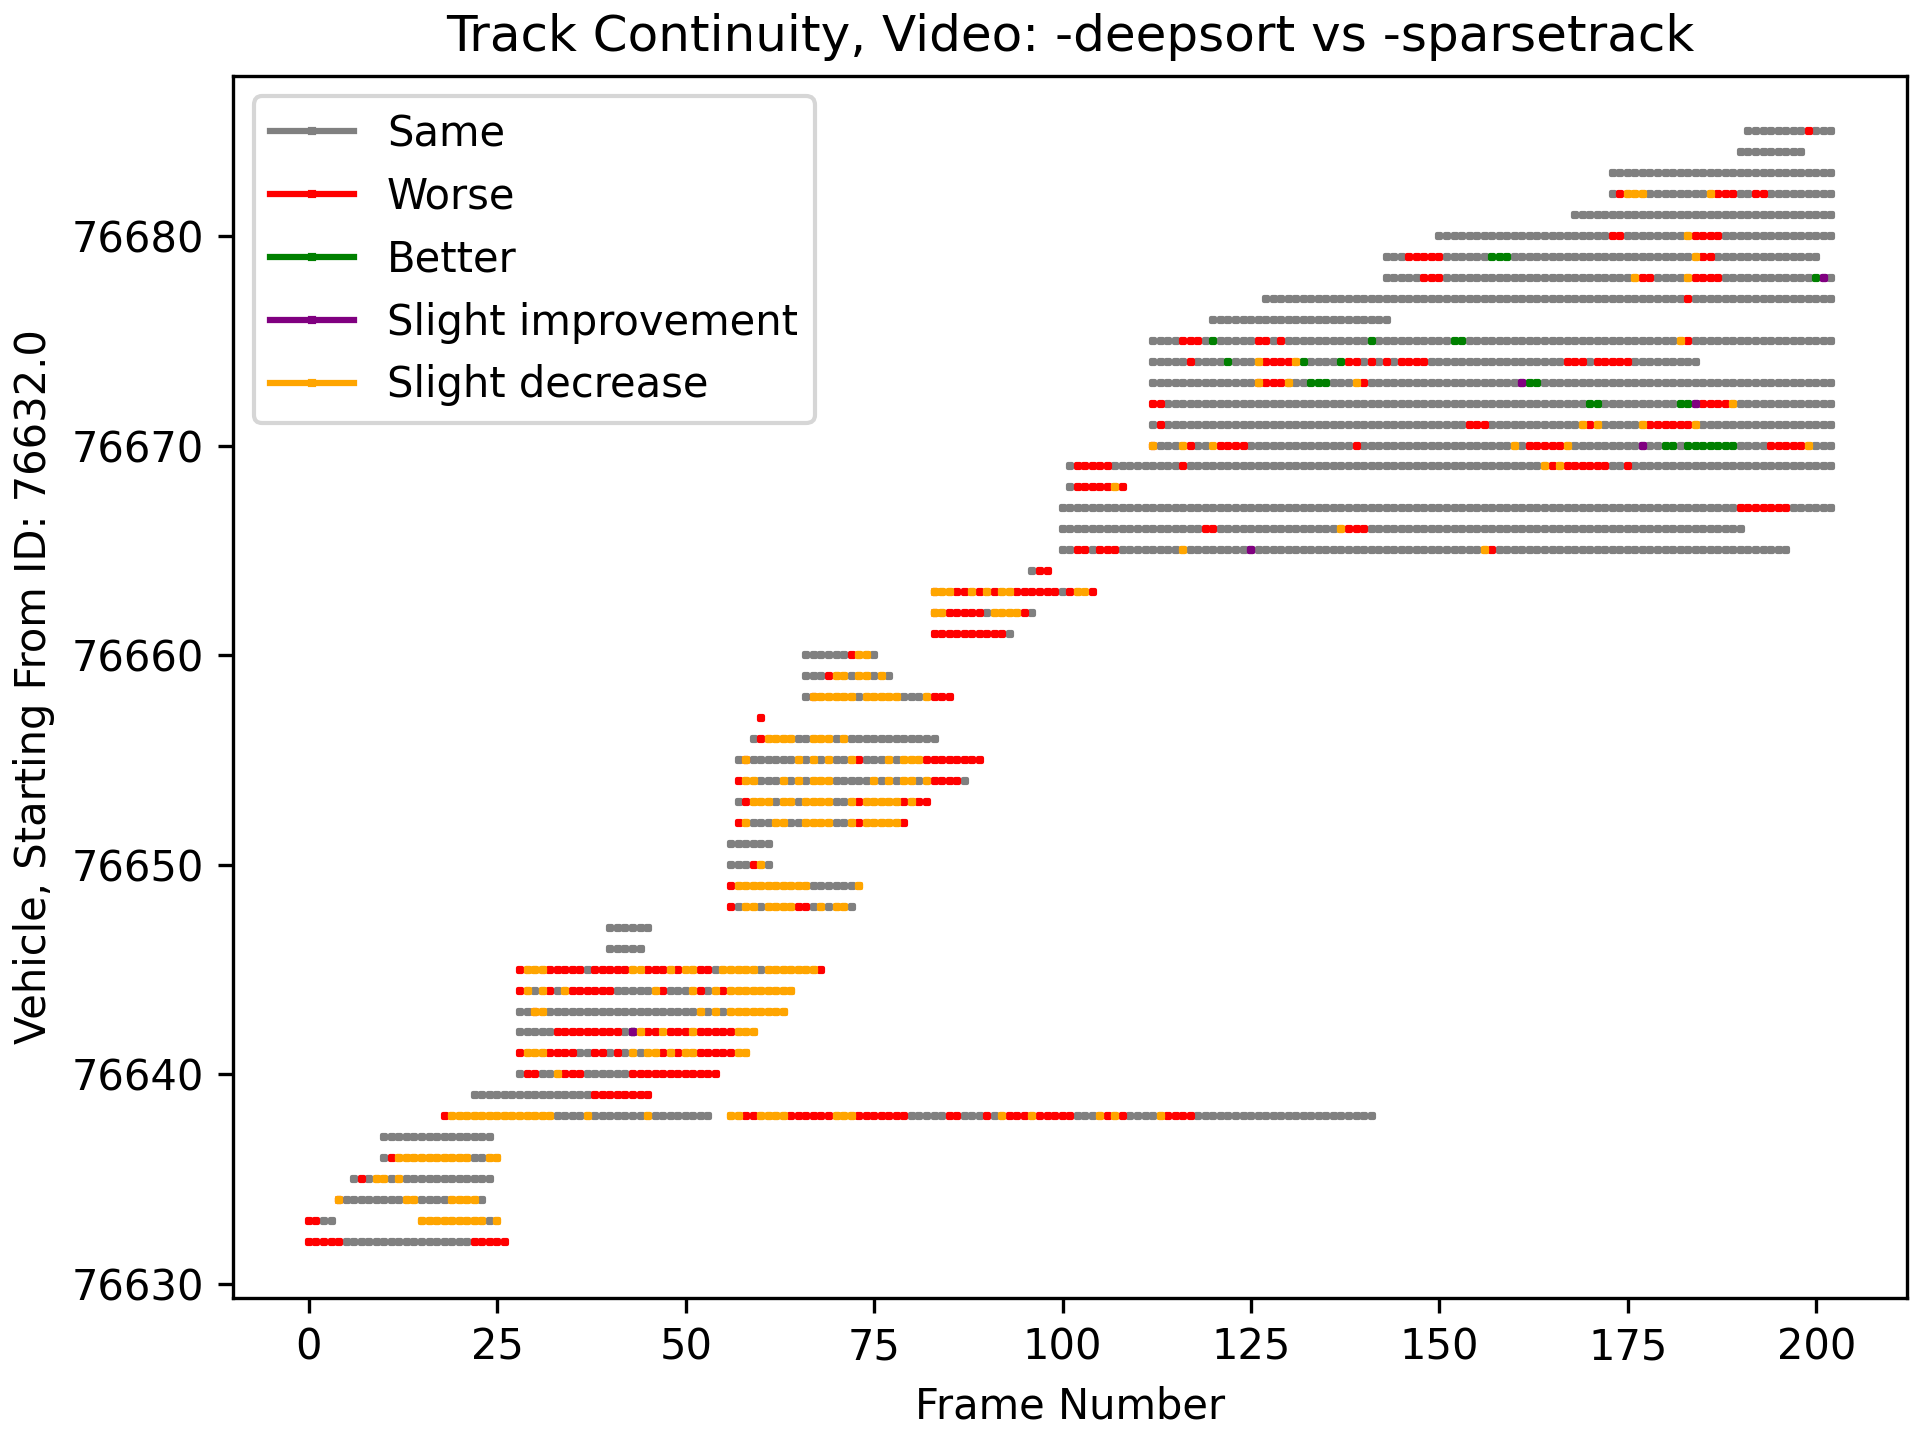 Track Continuity, Video: -deepsort vs -sparsetrack
Same
Worse
Better
Slight improvement
Slight decrease
Vehicle, Starting From ID: 76632.0
76680
76670
76660
76650
76640
76630
0 25 50 75 100 125 150 175 200
Frame Number